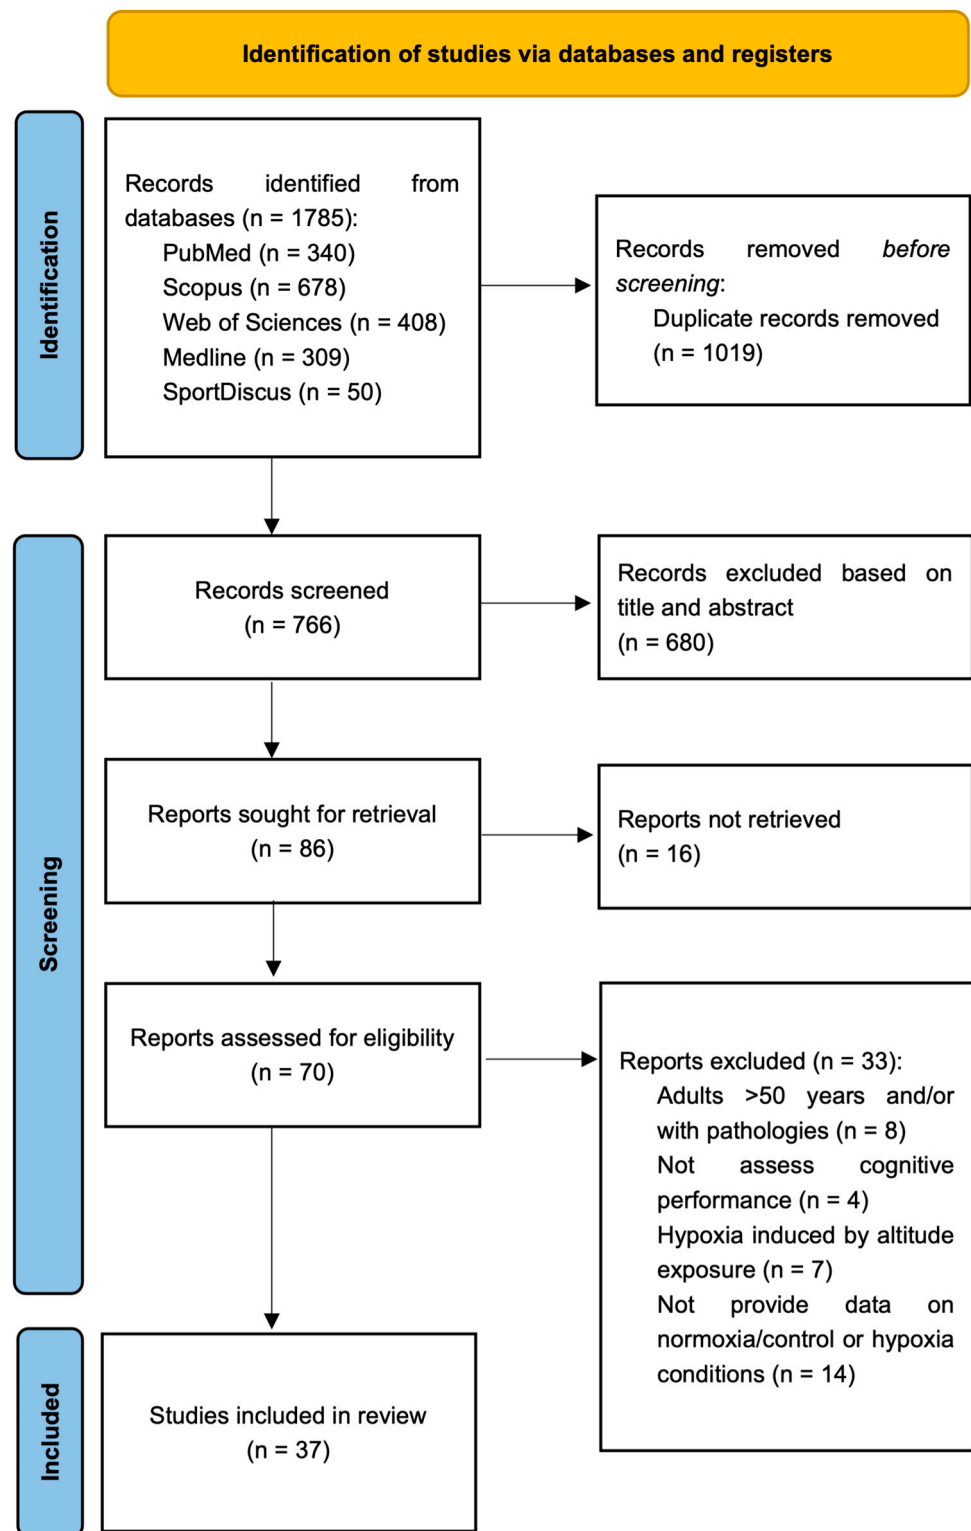 Identification of studies via databases and registers
Identification
Records identified from
databases (n = 1785):
PubMed (n = 340)
Scopus (n = 678)
Web of Sciences (n = 408)
Medline (n = 309)
SportDiscus (n = 50)
Records removed before
screening:
Duplicate records removed
(n = 1019)
Screening
Records screened
(n = 766)
Records excluded based on
title and abstract
(n = 680)
Reports sought for retrieval
(n = 86)
Reports not retrieved
(n = 16)
Reports assessed for eligibility
(n = 70)
Reports excluded (n = 33):
Adults >50 years and/or
with pathologies (n = 8)
Not assess cognitive
performance (n = 4)
Hypoxia induced by altitude
exposure (n = 7)
Not provide data on
normoxia/control or hypoxia
conditions (n = 14)
Included
Studies included in review
(n = 37)